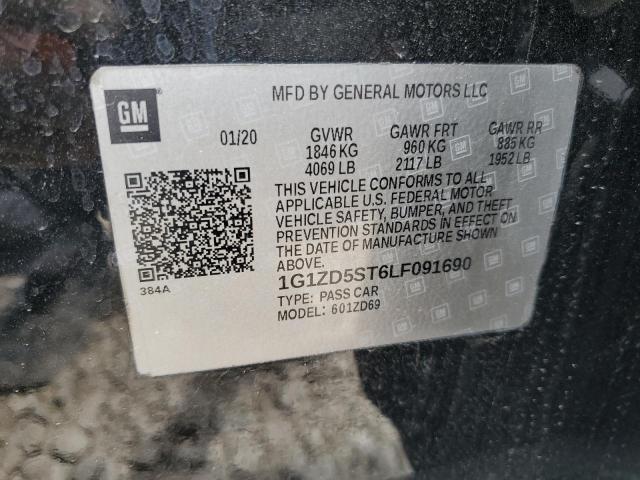 GM
MFD BY GENERAL MOTORS LLC
01/20 GVWR GAWR FRT GAWR RR
1846 KG 960 KG 885 KG
4069 LB 2117 LB 1952 LB
THIS VEHICLE CONFORMS TO ALL
APPLICABLE U.S. FEDERAL MOTOR
VEHICLE SAFETY, BUMPER, AND THEFT
PREVENTION STANDARDS IN EFFECT ON
THE DATE OF MANUFACTURE SHOWN
ABOVE.
384A
1G1ZD5ST6LF091690
TYPE: PASS CAR
MODEL: 601ZD69